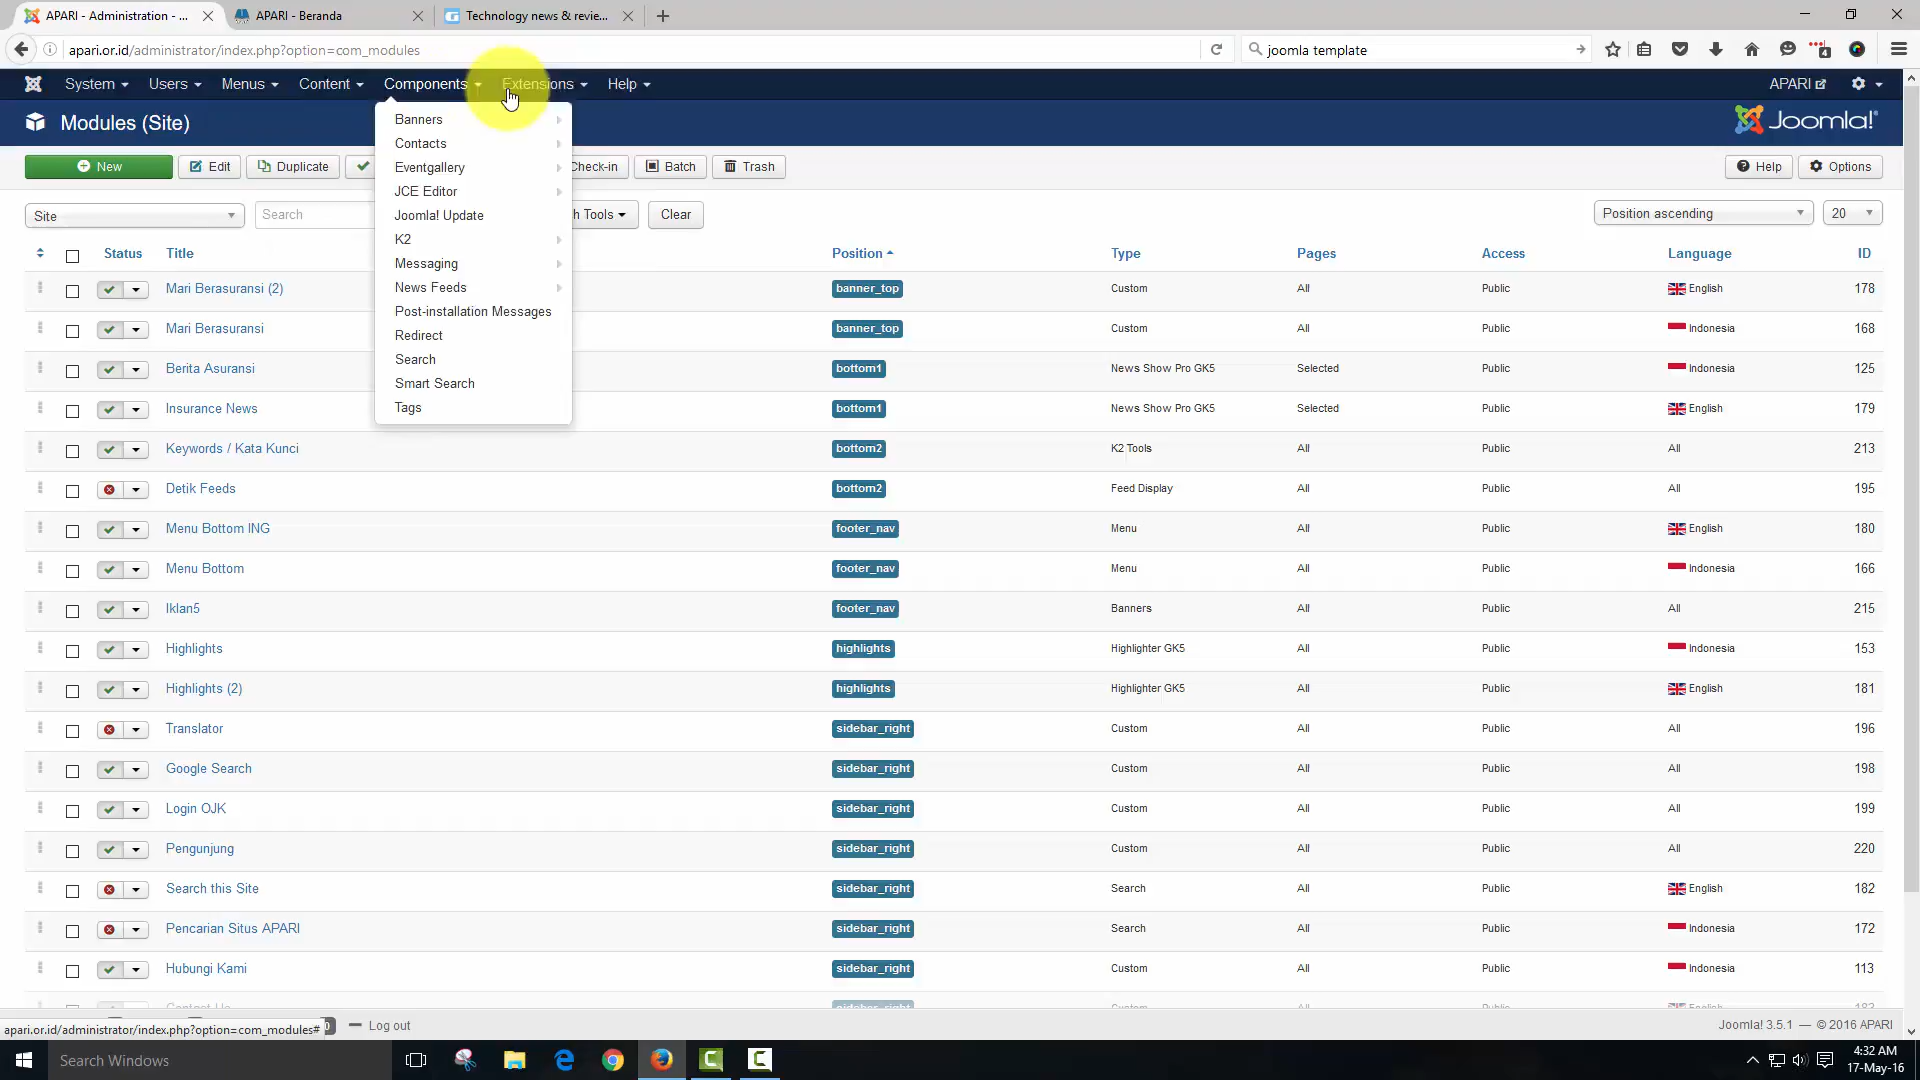 APARI - Administration - ...
APARI - Beranda
Technology news & revie...
apari.or.id/administrator/index.php?option=com_modules
joomla template
System
Users
Menus
Content
Components
Extensions
Help
APARI
Modules (Site)
Joomla!
New
Edit
Duplicate
Check-in
Batch
Trash
Help
Options
Banners
Contacts
Eventgallery
JCE Editor
Joomla! Update
K2
Messaging
News Feeds
Post-installation Messages
Redirect
Search
Smart Search
Tags
Site
Search
h Tools
Clear
Position ascending
20
Status Title Position Type Pages Access Language ID
Mari Berasuransi (2) banner_top Custom All Public English 178
Mari Berasuransi banner_top Custom All Public Indonesia 168
Berita Asuransi bottom1 News Show Pro GK5 Selected Public Indonesia 125
Insurance News bottom1 News Show Pro GK5 Selected Public English 179
Keywords / Kata Kunci bottom2 K2 Tools All Public All 213
Detik Feeds bottom2 Feed Display All Public All 195
Menu Bottom ING footer_nav Menu All Public English 180
Menu Bottom footer_nav Menu All Public Indonesia 166
Iklan5 footer_nav Banners All Public All 215
Highlights highlights Highlighter GK5 All Public Indonesia 153
Highlights (2) highlights Highlighter GK5 All Public English 181
Translator sidebar_right Custom All Public All 196
Google Search sidebar_right Custom All Public All 198
Login OJK sidebar_right Custom All Public All 199
Pengunjung sidebar_right Custom All Public All 220
Search this Site sidebar_right Search All Public English 182
Pencarian Situs APARI sidebar_right Search All Public Indonesia 172
Hubungi Kami sidebar_right Custom All Public Indonesia 113
sidebar_right Custom All Public English
apari.or.id/administrator/index.php?option=com_modules#
Log out
Joomla! 3.5.1 — © 2016 APARI
Search Windows
4:32 AM
17-May-16